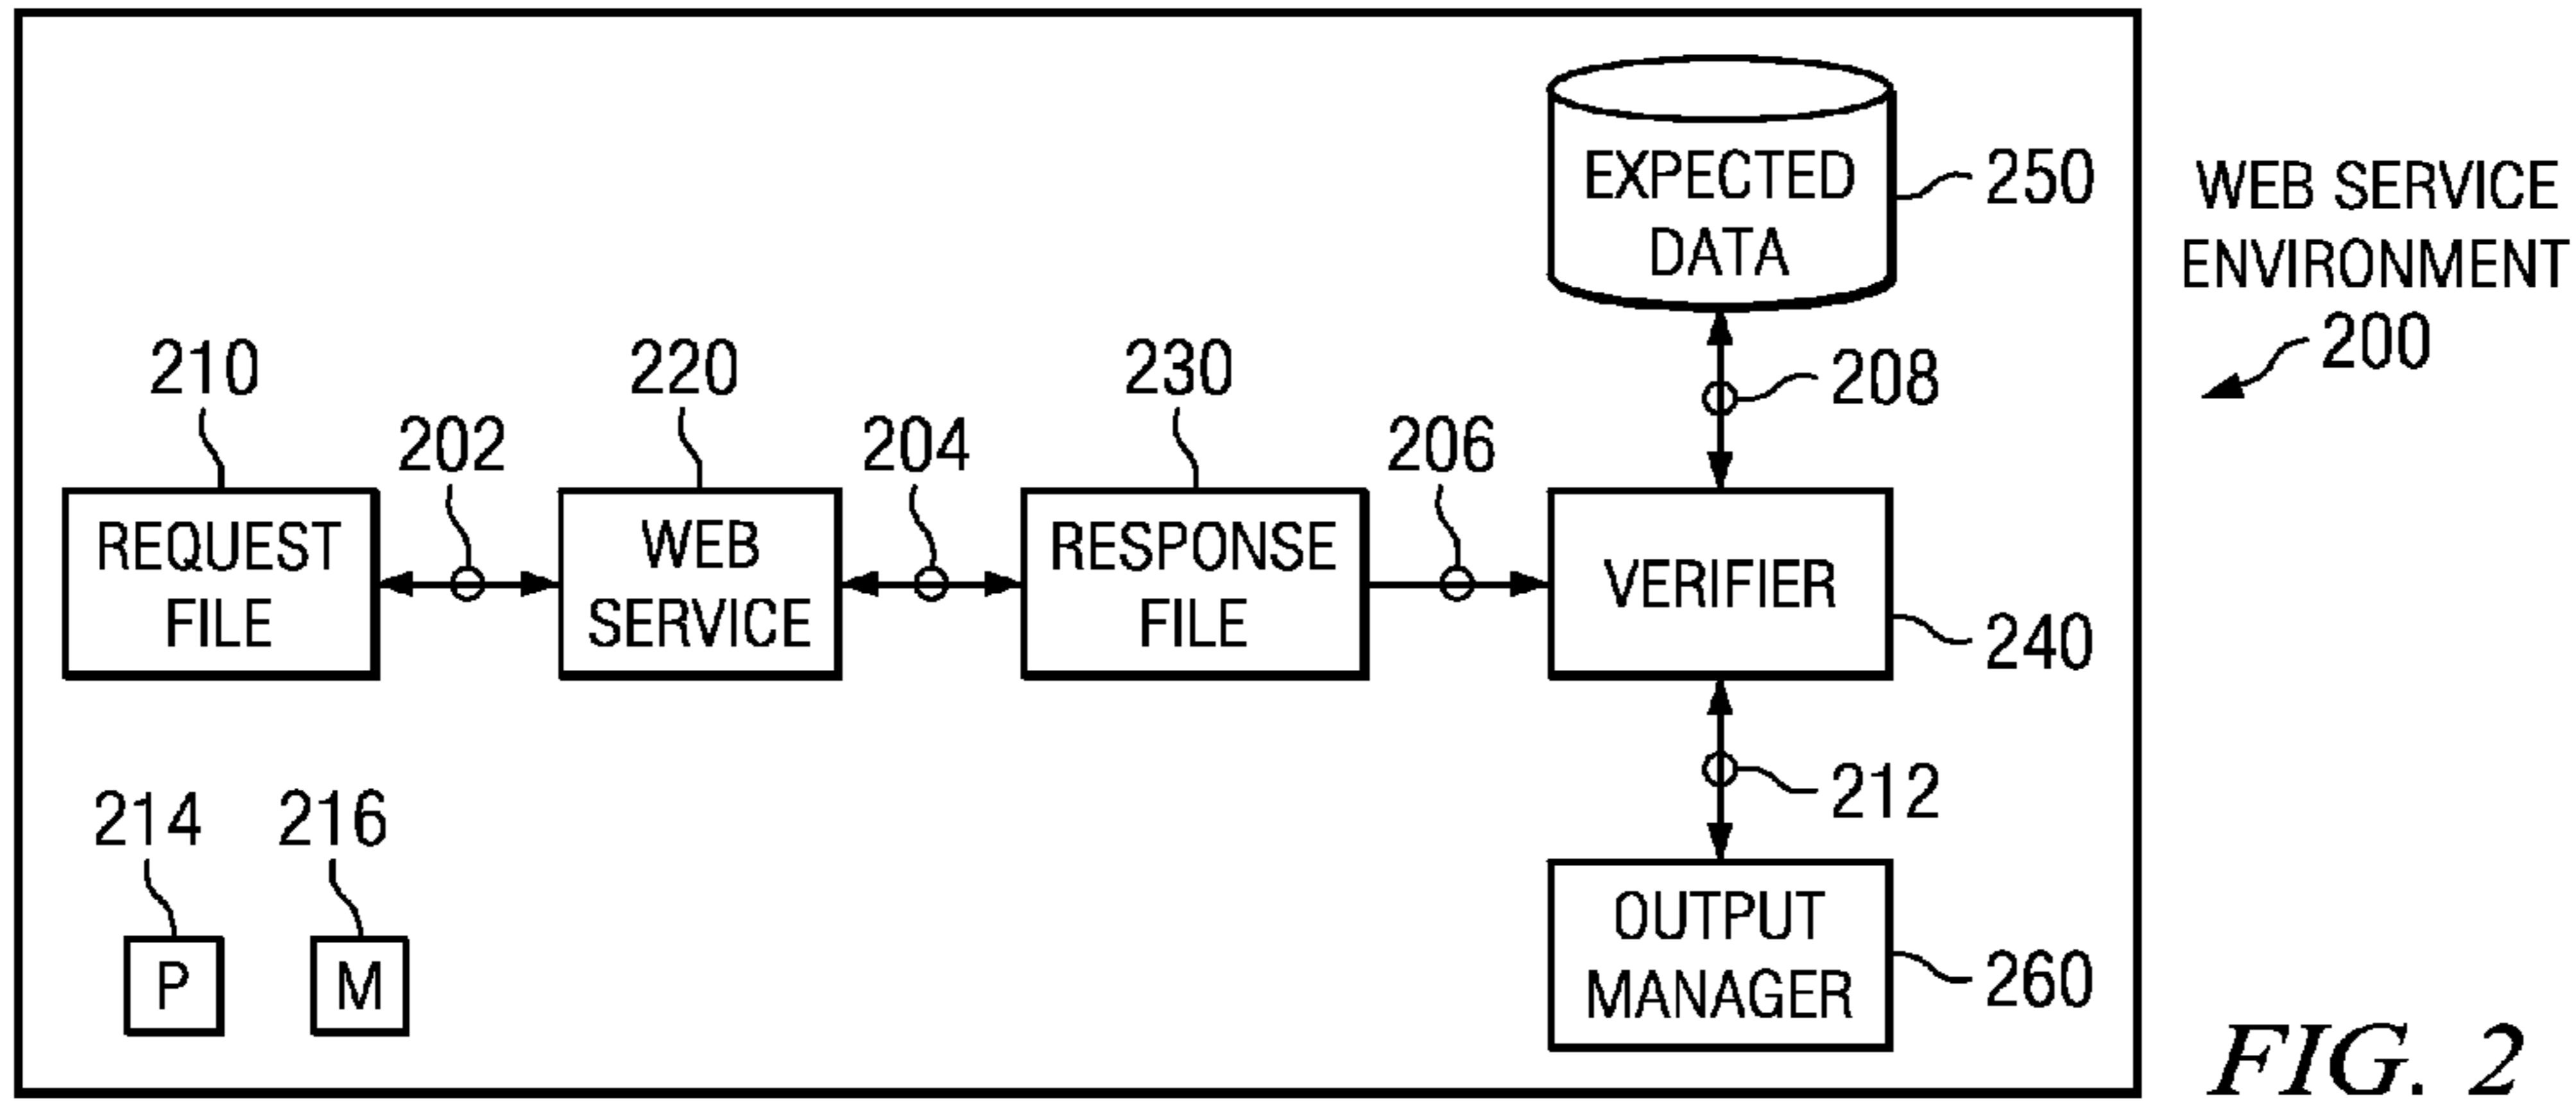 EXPECTED
DATA
250
WEB SERVICE
ENVIRONMENT
200
208
210
202
220
204
230
206
REQUEST
FILE
WEB
SERVICE
RESPONSE
FILE
VERIFIER
240
212
214
216
P
M
OUTPUT
MANAGER
260
FIG. 2